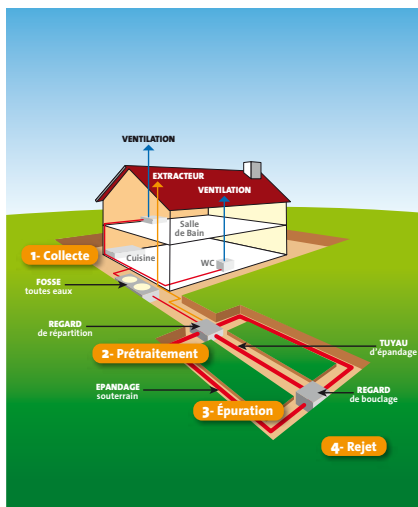 VENTILATION
EXTRACTEUR
VENTILATION
Salle
de Bain
1- Collecte
Cuisine
WC
FOSSE
toutes eaux
REGARD
de répartition
2- Prétraitement
TUYAU
d'épandage
EPANDAGE
souterrain
REGARD
de bouclage
3- Épuration
4- Rejet